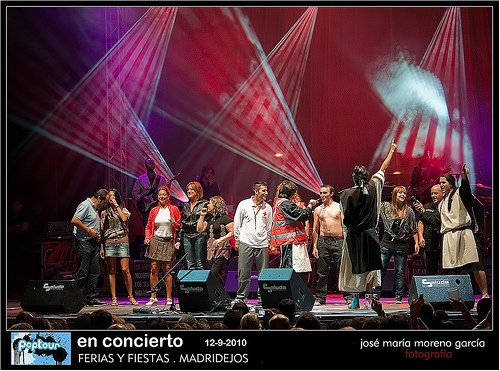 poptour
en concierto 12-9-2010
FERIAS Y FIESTAS . MADRIDEJOS
josé maría moreno garcía
fotografía